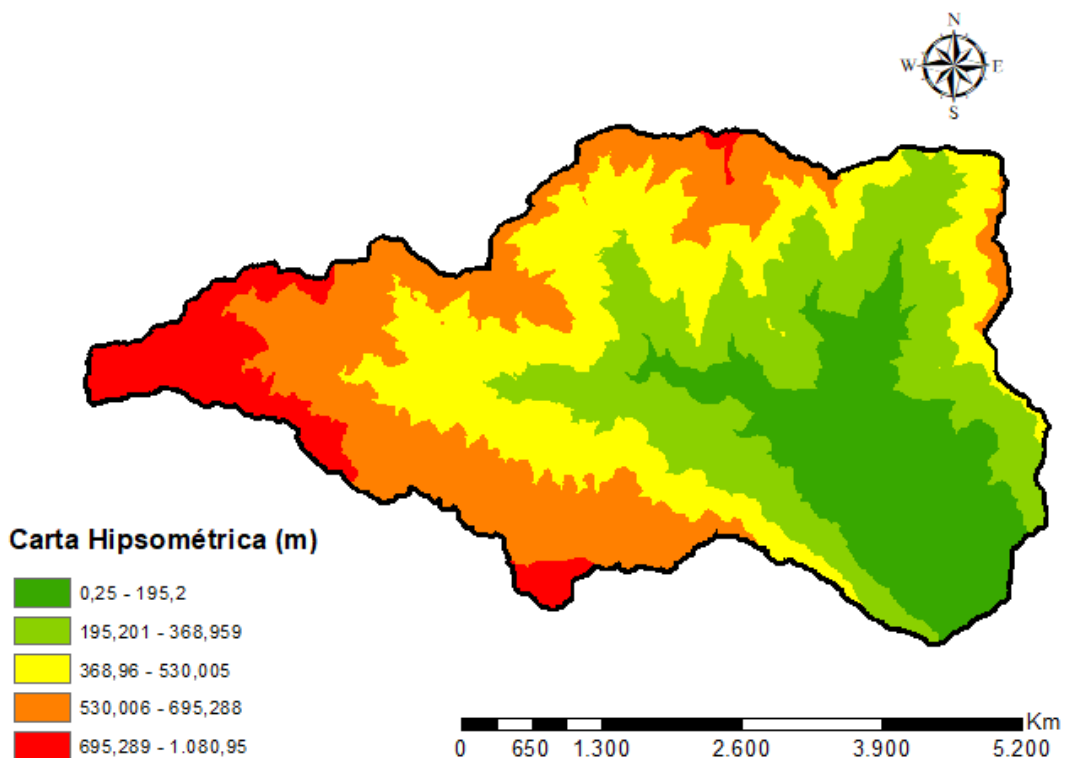 N
W E
S
Carta Hipsométrica (m)
0,25 - 195,2
195,201 - 368,959
368,96 - 530,005
530,006 - 695,288
695,289 - 1.080,95
Km
0 650 1.300 2.600 3.900 5.200